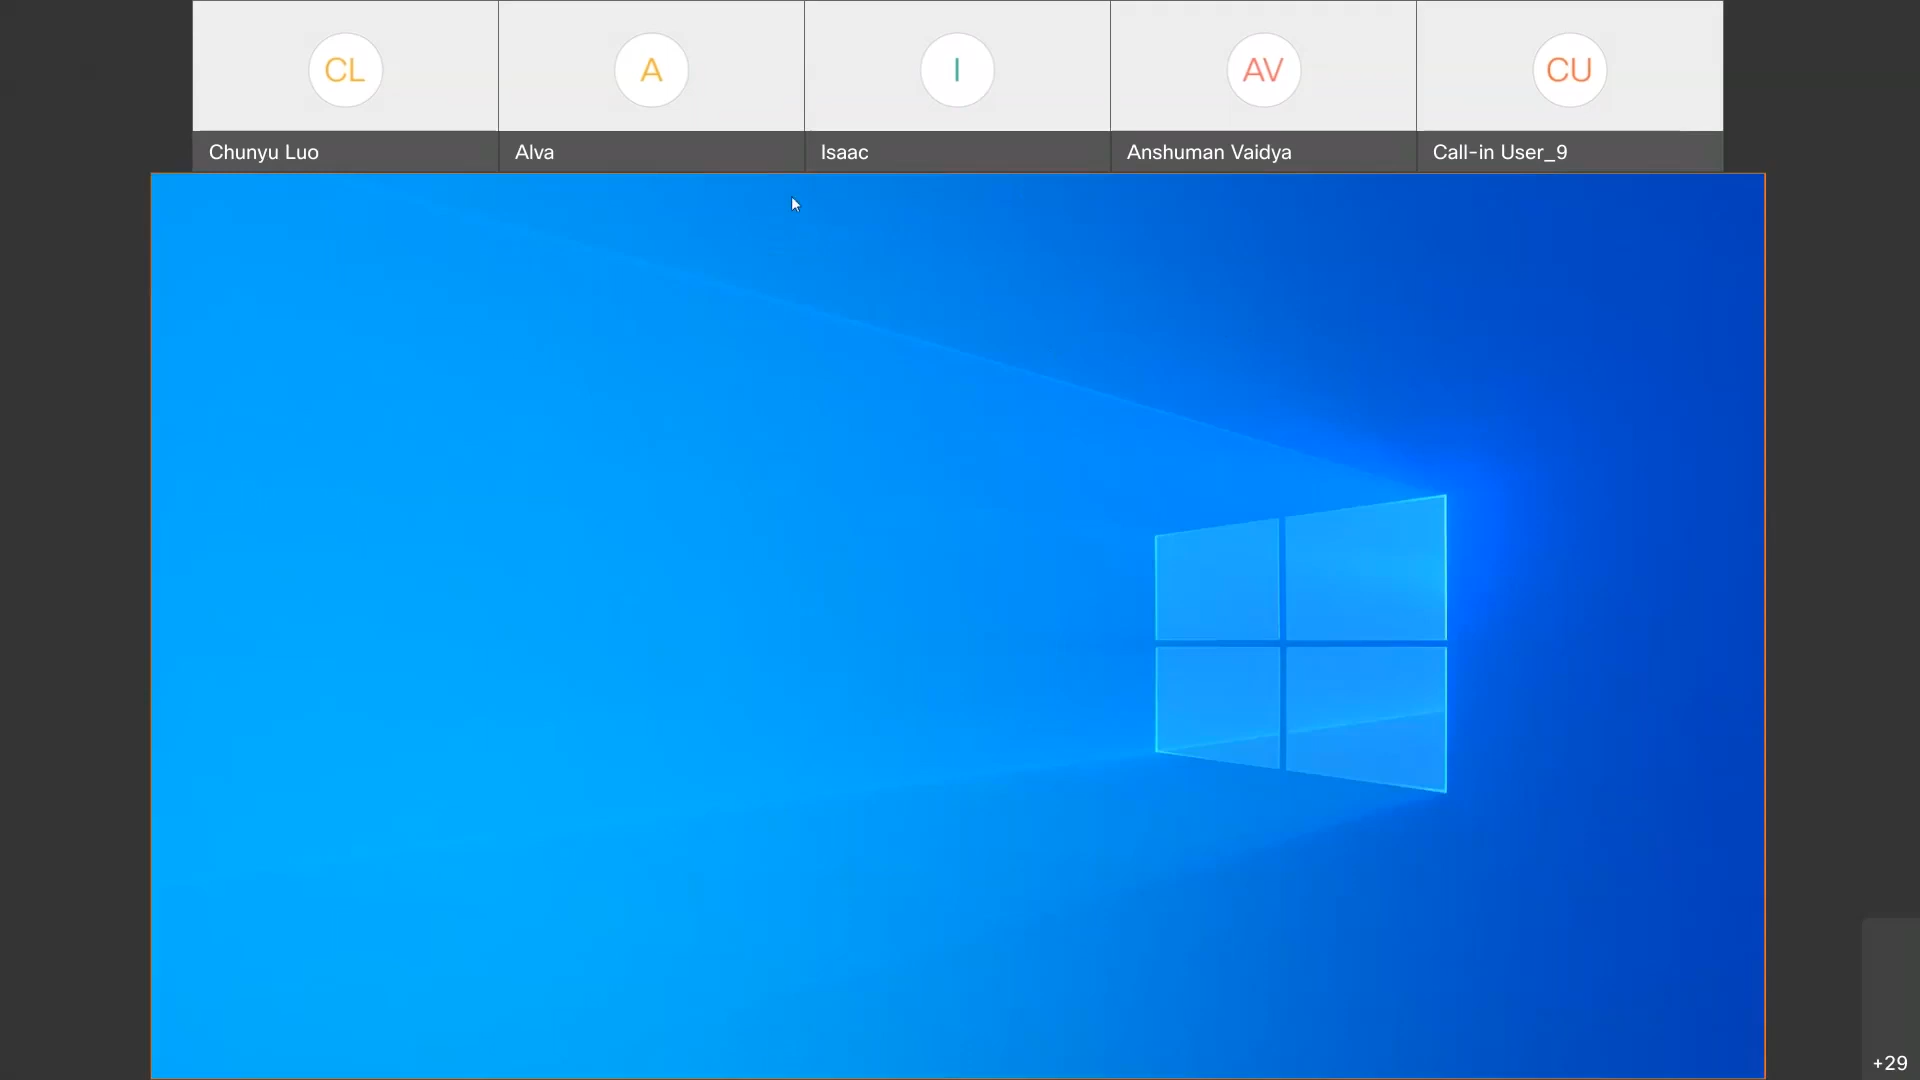 CL A I AV CU
Chunyu Luo Alva Isaac Anshuman Vaidya Call-in User_9
+29